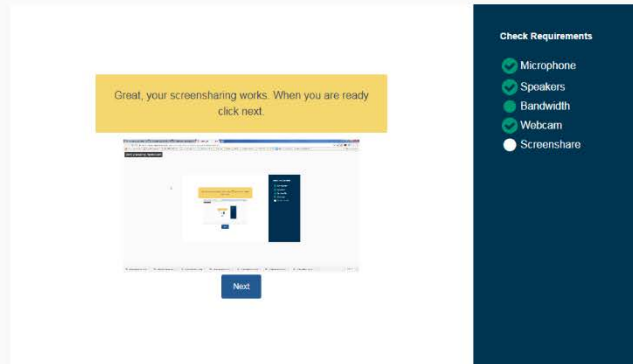 Great, your screensharing works. When you are ready
click next.
Next
Check Requirements
Microphone
Speakers
Bandwidth
Webcam
Screenshare